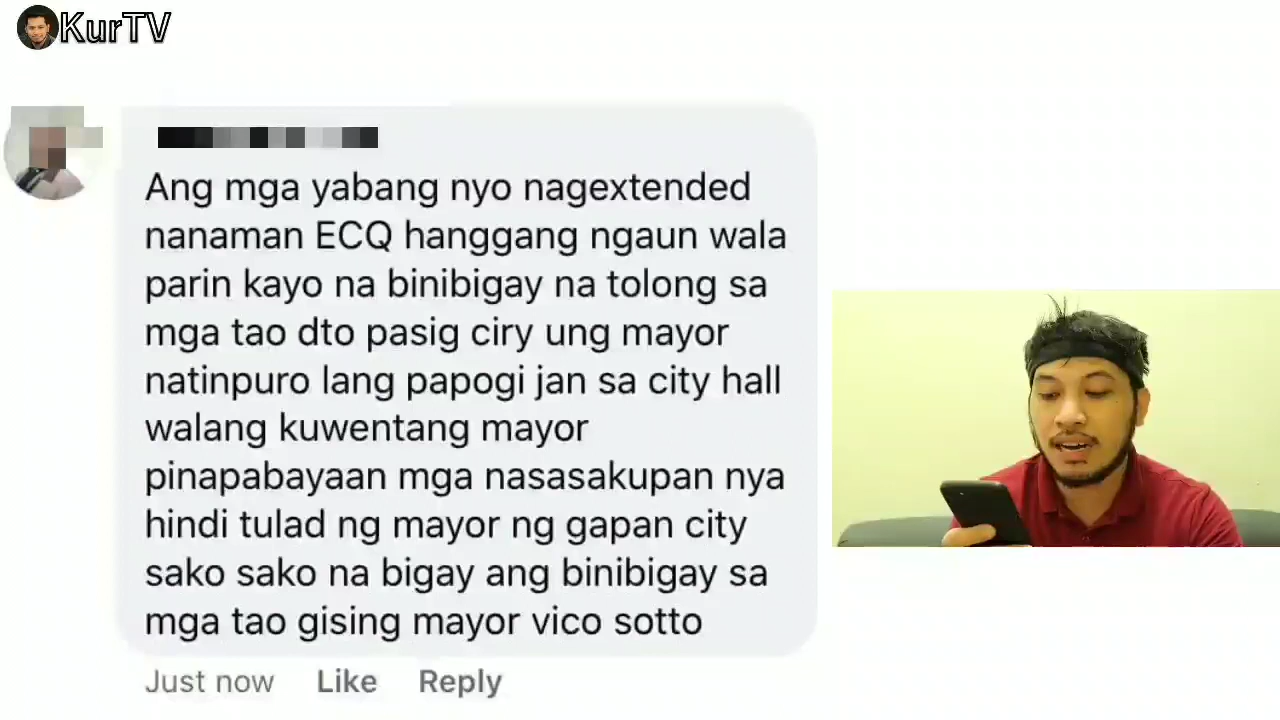 KurTV
Ang mga yabang nyo nagextended
nanaman ECQ hanggang ngaun wala
parin kayo na binibigay na tolong sa
mga tao dto pasig ciry ung mayor
natinpuro lang papogi jan sa city hall
walang kuwentang mayor
pinapabayaan mga nasasakupan nya
hindi tulad ng mayor ng gapan city
sako sako na bigay ang binibigay sa
mga tao gising mayor vico sotto
Just now Like Reply